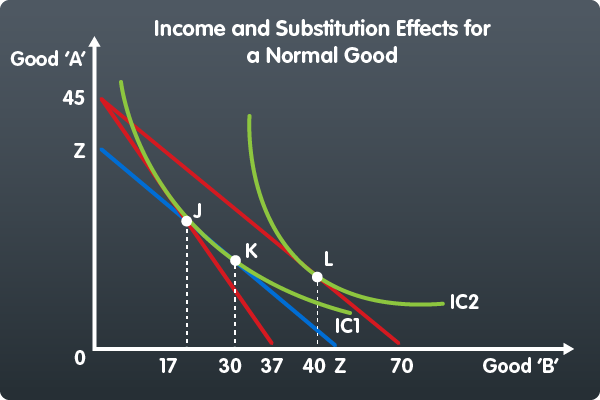 Income and Substitution Effects for
a Normal Good
Good ‘A’
45
Z
J
K
L
IC2
IC1
0
17 30 37 40 Z 70 Good ‘B’